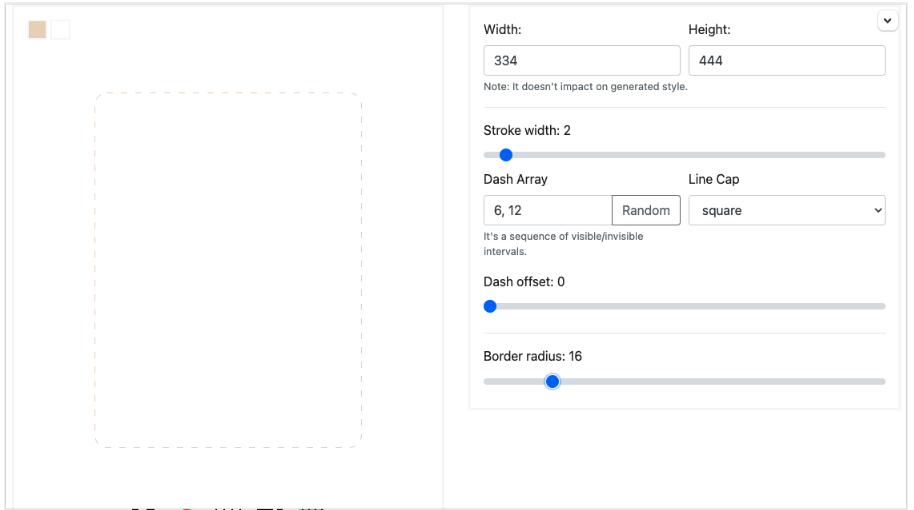 Width:
Height:
334
444
Note: It doesn't impact on generated style.
Stroke width: 2
Dash Array
Line Cap
6, 12
Random
square
It's a sequence of visible/invisible
intervals.
Dash offset: 0
Border radius: 16